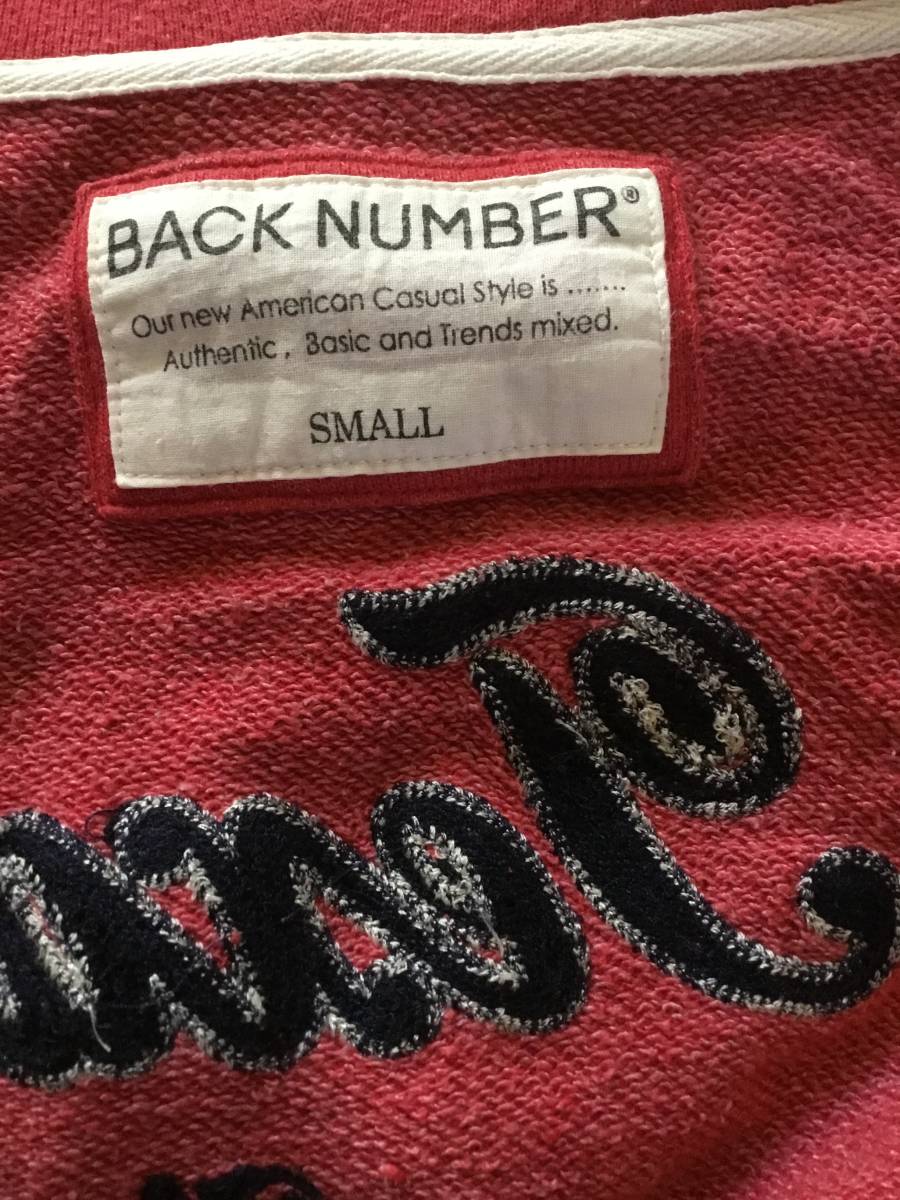 BACK NUMBER®
Our new American Casual Style is .......
Authentic, Basic and Trends mixed.
SMALL